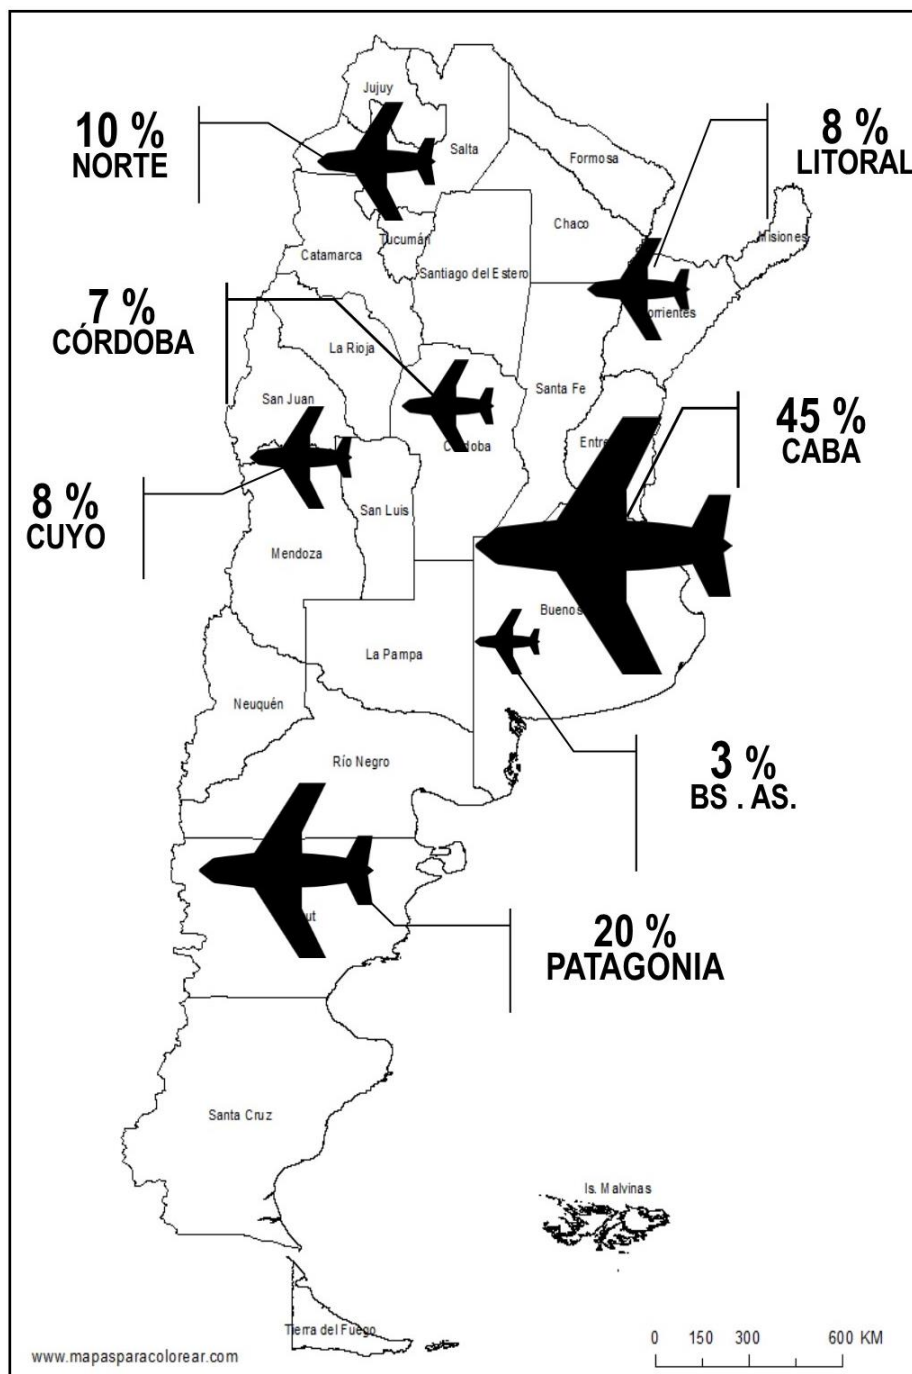 Jujuy
10 %
NORTE
Salta
Formosa
8 %
LITORAL
Chaco
Misiones
Tucumán
Catamarca
Santiago del Estero
7 %
CÓRDOBA
La Rioja
Santa Fe
San Juan
45 %
CABA
8 %
CUYO
San Luis
Mendoza
Buenos
La Pampa
Neuquén
Río Negro
3 %
BS . AS.
20 %
PATAGONIA
Santa Cruz
Is. Malvinas
Tierra del Fuego
www.mapasparacolorear.com
0 150 300 600 KM